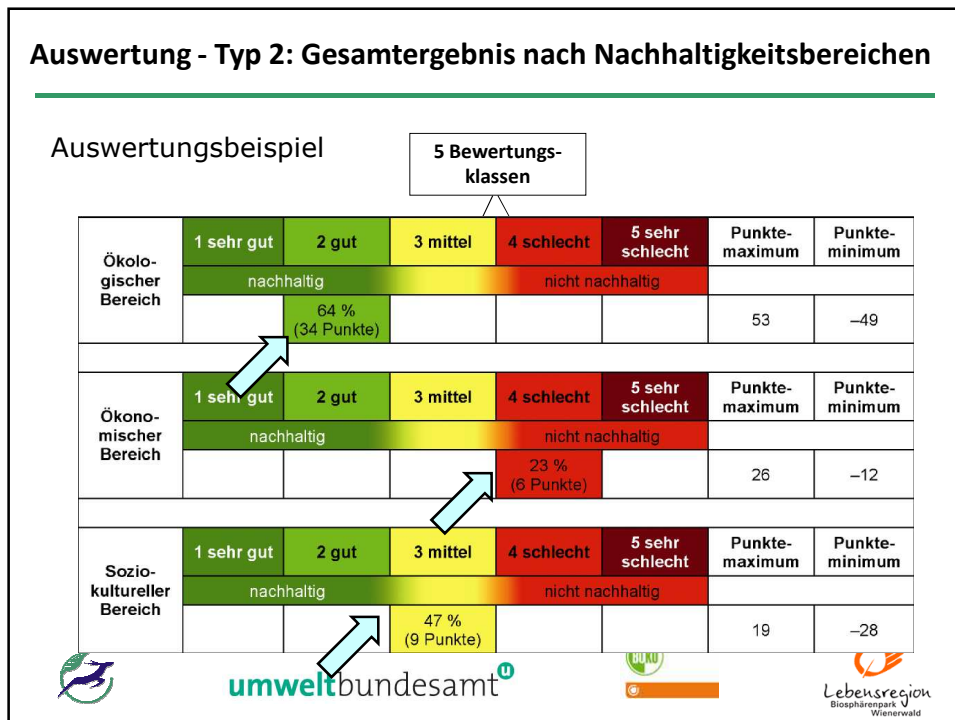 Auswertung - Typ 2: Gesamtergebnis nach Nachhaltigkeitsbereichen
Auswertungsbeispiel
5 Bewertungs-
klassen
Ökolo-
gischer
Bereich
1 sehr gut
2 gut
3 mittel
4 schlecht
5 sehr
schlecht
Punkte-
maximum
Punkte-
minimum
nachhaltig
nicht nachhaltig
64 %
(34 Punkte)
53
–49
Ökono-
mischer
Bereich
1 sehr gut
2 gut
3 mittel
4 schlecht
5 sehr
schlecht
Punkte-
maximum
Punkte-
minimum
nachhaltig
nicht nachhaltig
23 %
(6 Punkte)
26
–12
Sozio-
kultureller
Bereich
1 sehr gut
2 gut
3 mittel
4 schlecht
5 sehr
schlecht
Punkte-
maximum
Punkte-
minimum
nachhaltig
nicht nachhaltig
47 %
(9 Punkte)
19
–28
umweltbundesamt
u
BOKU
Lebensregion
Biosphärenpark
Wienerwald